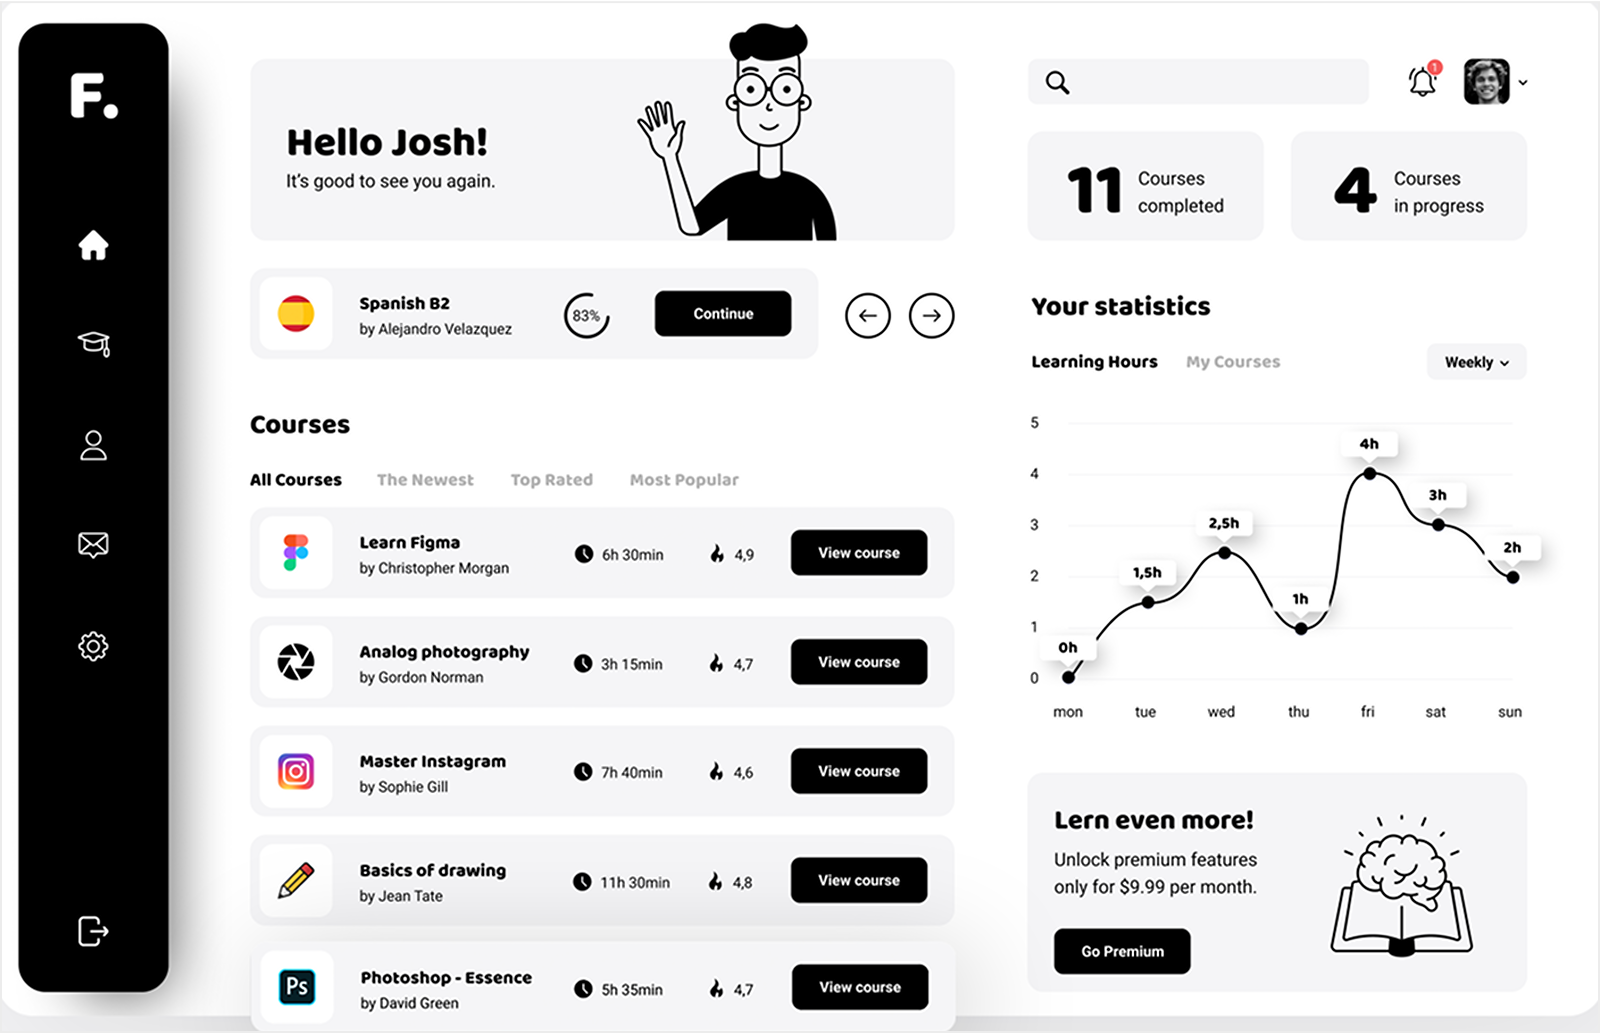 F.
Hello Josh!
It's good to see you again.
1
11
Courses
completed
4
Courses
in progress
Spanish B2
by Alejandro Velazquez
83%
Continue
Courses
All Courses
The Newest
Top Rated
Most Popular
Learn Figma
by Christopher Morgan
6h 30min
4,9
View course
Analog photography
by Gordon Norman
3h 15min
4,7
View course
Master Instagram
by Sophie Gill
7h 40min
4,6
View course
Basics of drawing
by Jean Tate
11h 30min
4,8
View course
Ps
Photoshop - Essence
by David Green
5h 35min
4,7
View course
Your statistics
Learning Hours
My Courses
Weekly
5
4
3
2
1
0
0h
1,5h
2,5h
1h
4h
3h
2h
mon
tue
wed
thu
fri
sat
sun
Lern even more!
Unlock premium features
only for $9.99 per month.
Go Premium